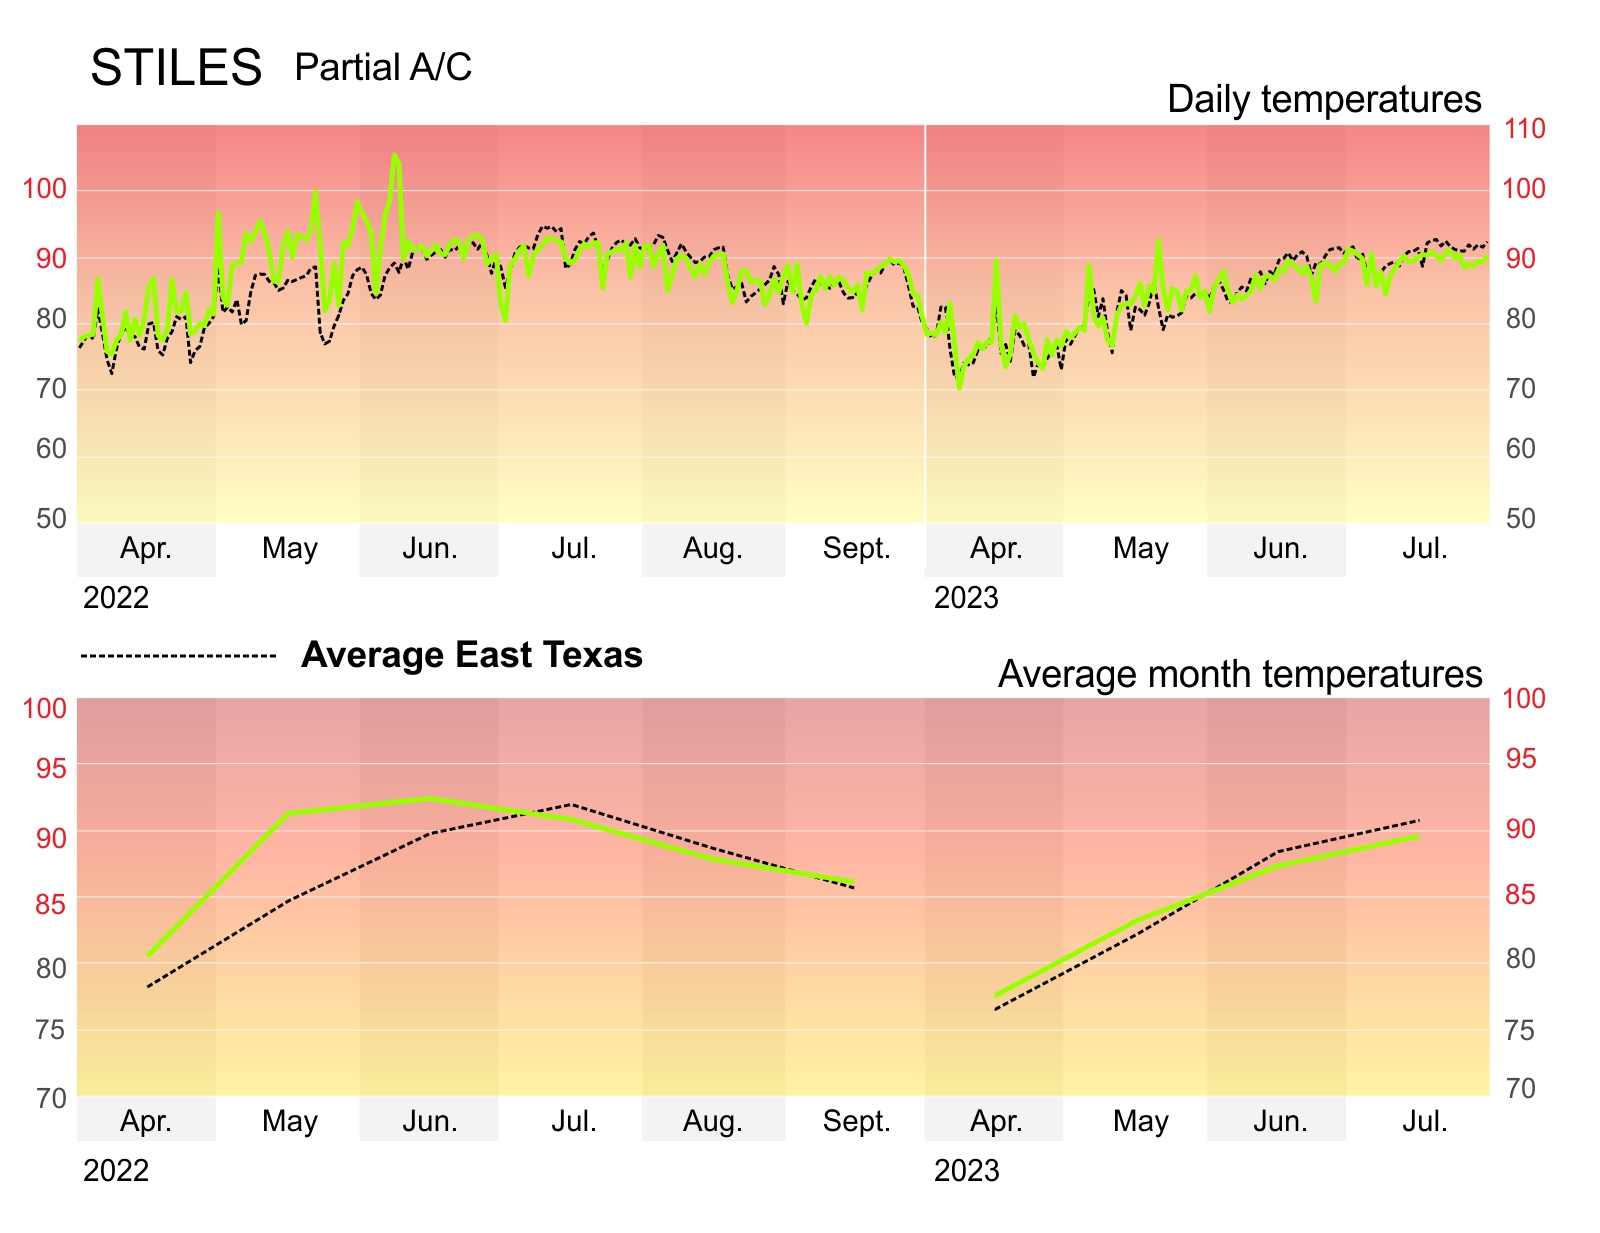 STILES Partial A/C
Daily temperatures
110
100 100
90 90
80 80
70 70
60 60
50 50
Apr. May Jun. Jul. Aug. Sept. Apr. May Jun. Jul.
2022 2023
Average East Texas
Average month temperatures
100 100
95 95
90 90
85 85
80 80
75 75
70 70
Apr. May Jun. Jul. Aug. Sept. Apr. May Jun. Jul.
2022 2023